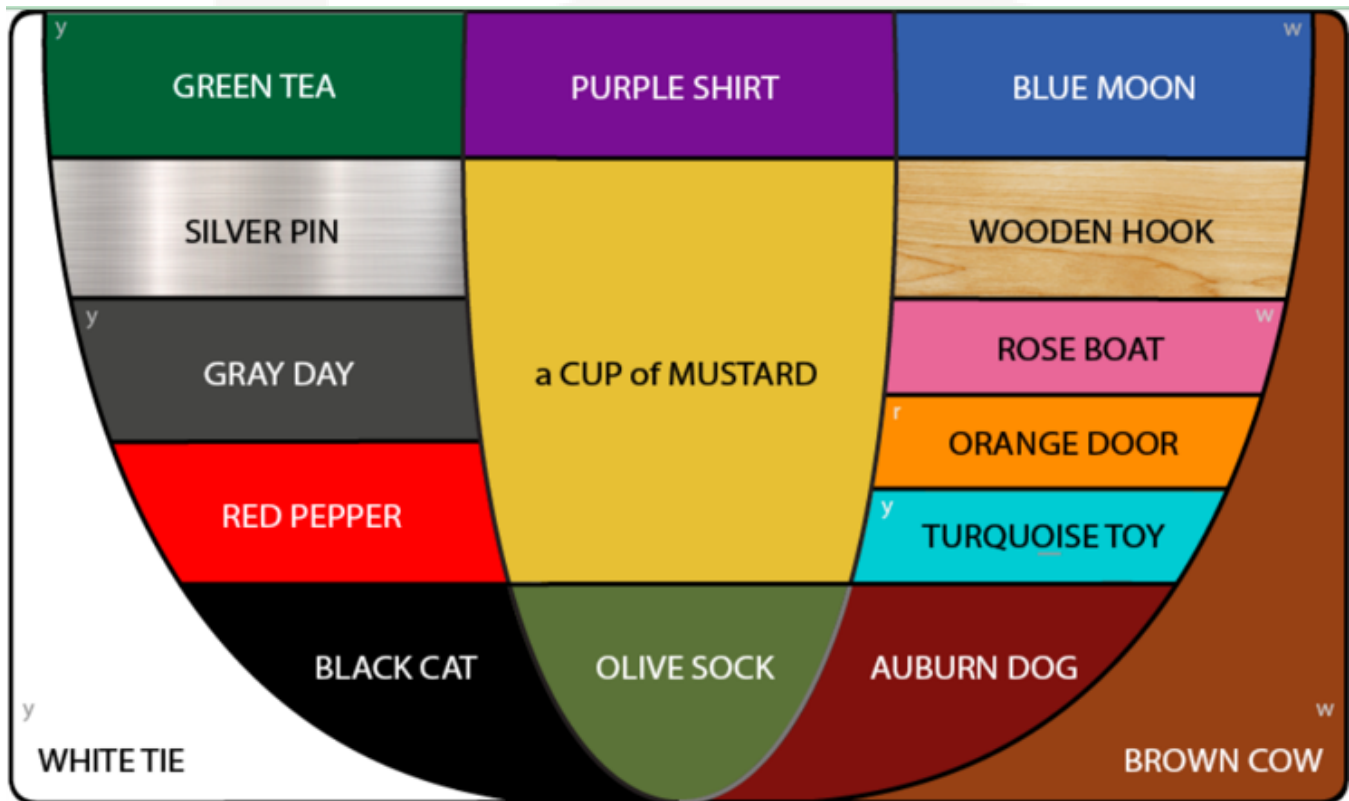 y
GREEN TEA
PURPLE SHIRT
w
BLUE MOON
SILVER PIN
WOODEN HOOK
y
GRAY DAY
a CUP of MUSTARD
w
ROSE BOAT
r
ORANGE DOOR
RED PEPPER
y
TURQUOISE TOY
BLACK CAT
OLIVE SOCK
AUBURN DOG
y
WHITE TIE
w
BROWN COW